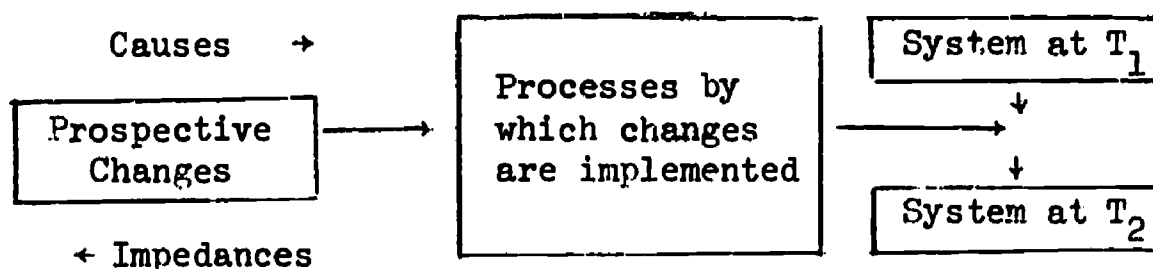 Causes →
Prospective
Changes
← Impedances
Processes by
which changes
are implemented
System at T₁
System at T₂